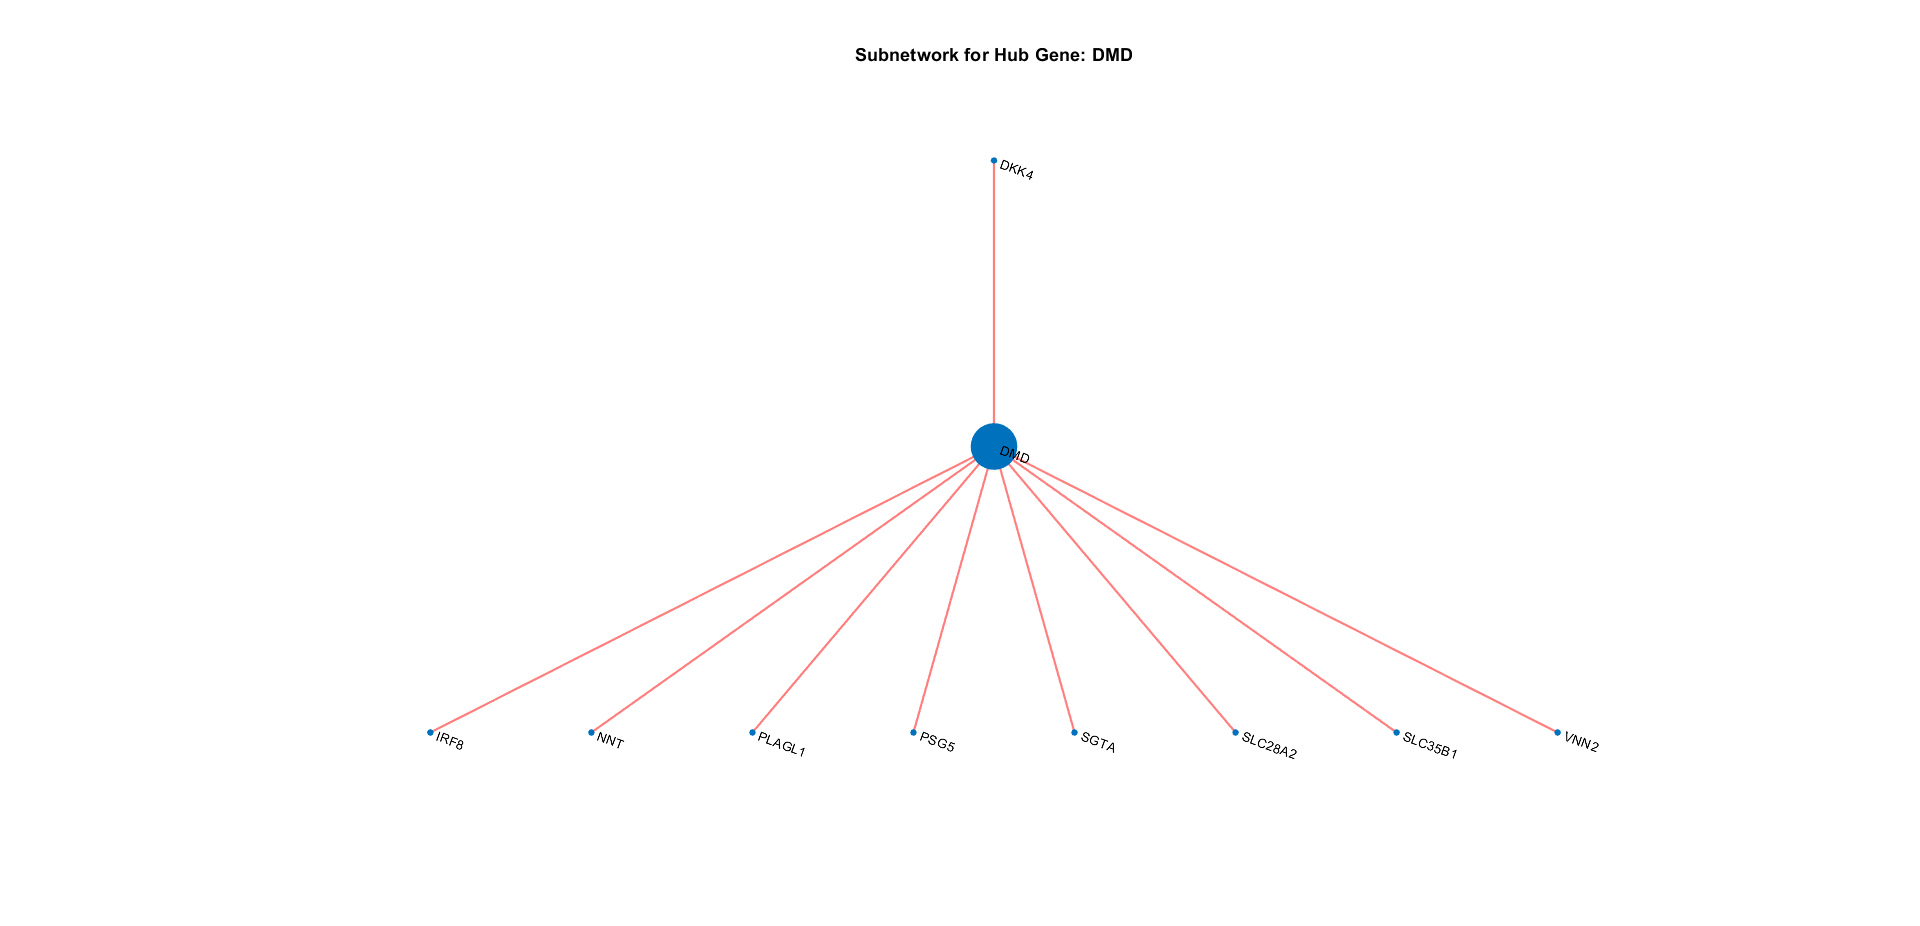 Subnetwork for Hub Gene: DMD
DKK4
DMD
IRF8
NNT
PLAGL1
PSG5
SGTA
SLC28A2
SLC35B1
VNN2